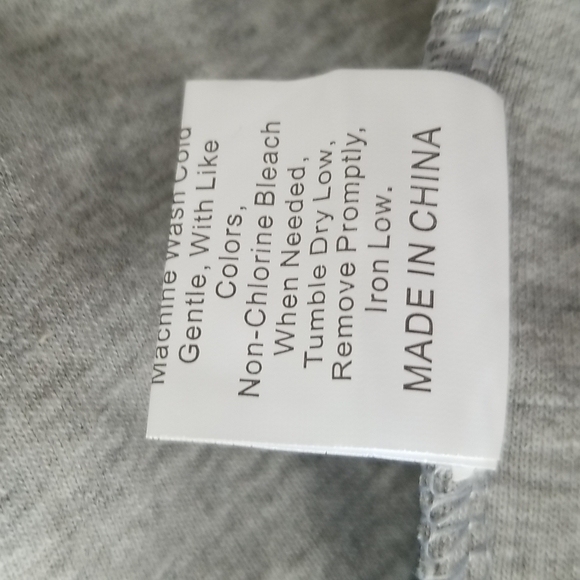 Machine Wash Cold
Gentle, With Like
Colors,
Non-Chlorine Bleach
When Needed,
Tumble Dry Low,
Remove Promptly,
Iron Low.
MADE IN CHINA